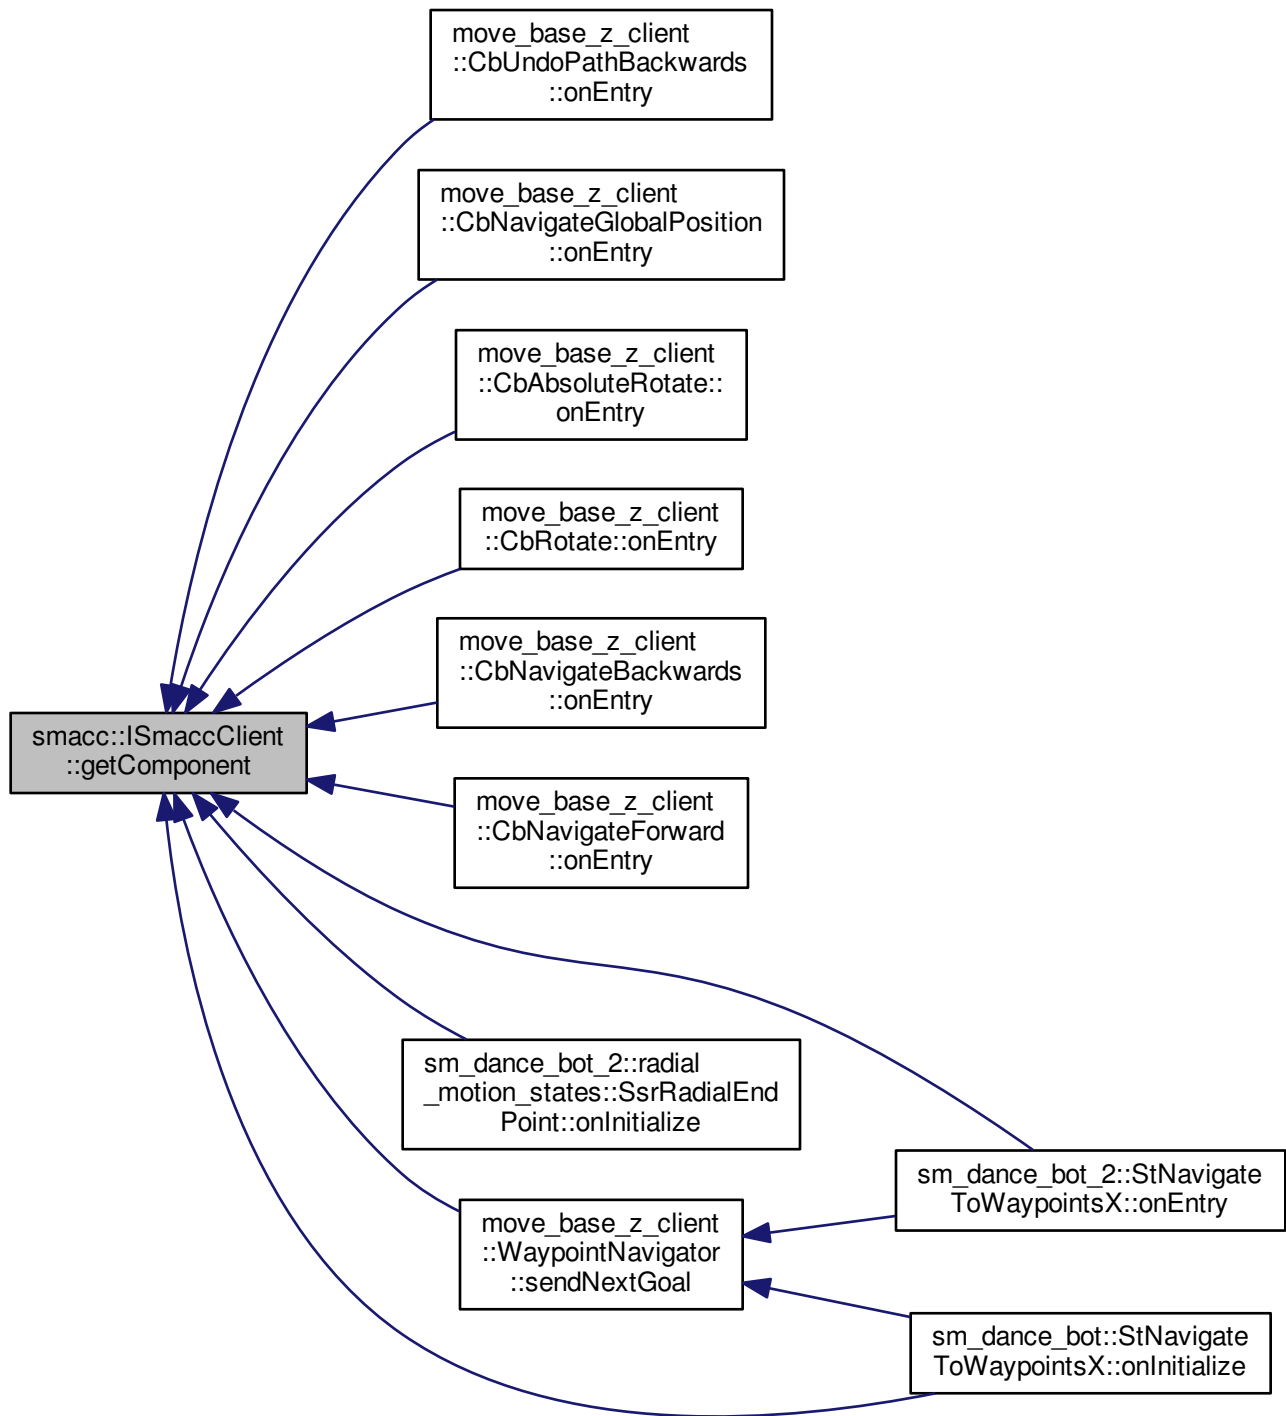 move_base_z_client
::CbUndoPathBackwards
::onEntry
move_base_z_client
::CbNavigateGlobalPosition
::onEntry
move_base_z_client
::CbAbsoluteRotate::
onEntry
move_base_z_client
::CbRotate::onEntry
move_base_z_client
::CbNavigateBackwards
::onEntry
smacc::ISmaccClient
::getComponent
move_base_z_client
::CbNavigateForward
::onEntry
sm_dance_bot_2::radial
_motion_states::SsrRadialEnd
Point::onInitialize
sm_dance_bot_2::StNavigate
ToWaypointsX::onEntry
move_base_z_client
::WaypointNavigator
::sendNextGoal
sm_dance_bot::StNavigate
ToWaypointsX::onInitialize